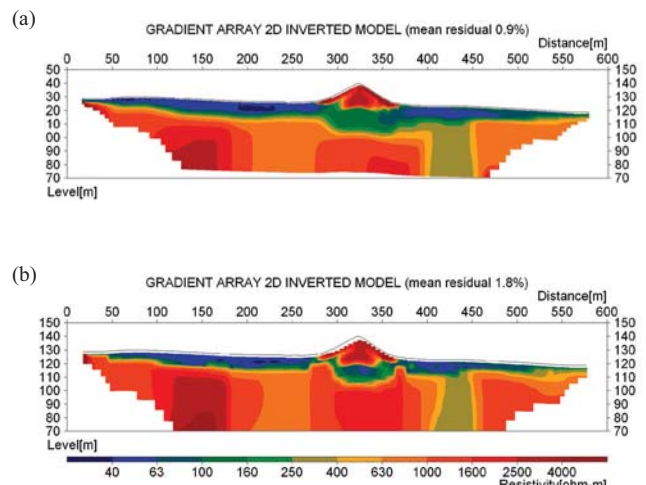 (a)
GRADIENT ARRAY 2D INVERTED MODEL (mean residual 0.9%)
Distance[m]
0 50 100 150 200 250 300 350 400 450 500 550 600
50 150
40 140
30 130
20 120
10 110
00 100
90 90
80 80
70 70
Level[m]
(b)
GRADIENT ARRAY 2D INVERTED MODEL (mean residual 1.8%)
Distance[m]
0 50 100 150 200 250 300 350 400 450 500 550 600
150 150
140 140
130 130
120 120
110 110
100 100
90 90
80 80
70 70
Level[m]
40 63 100 160 250 400 630 1000 1600 2500 4000
Resistivity[ohm-m]